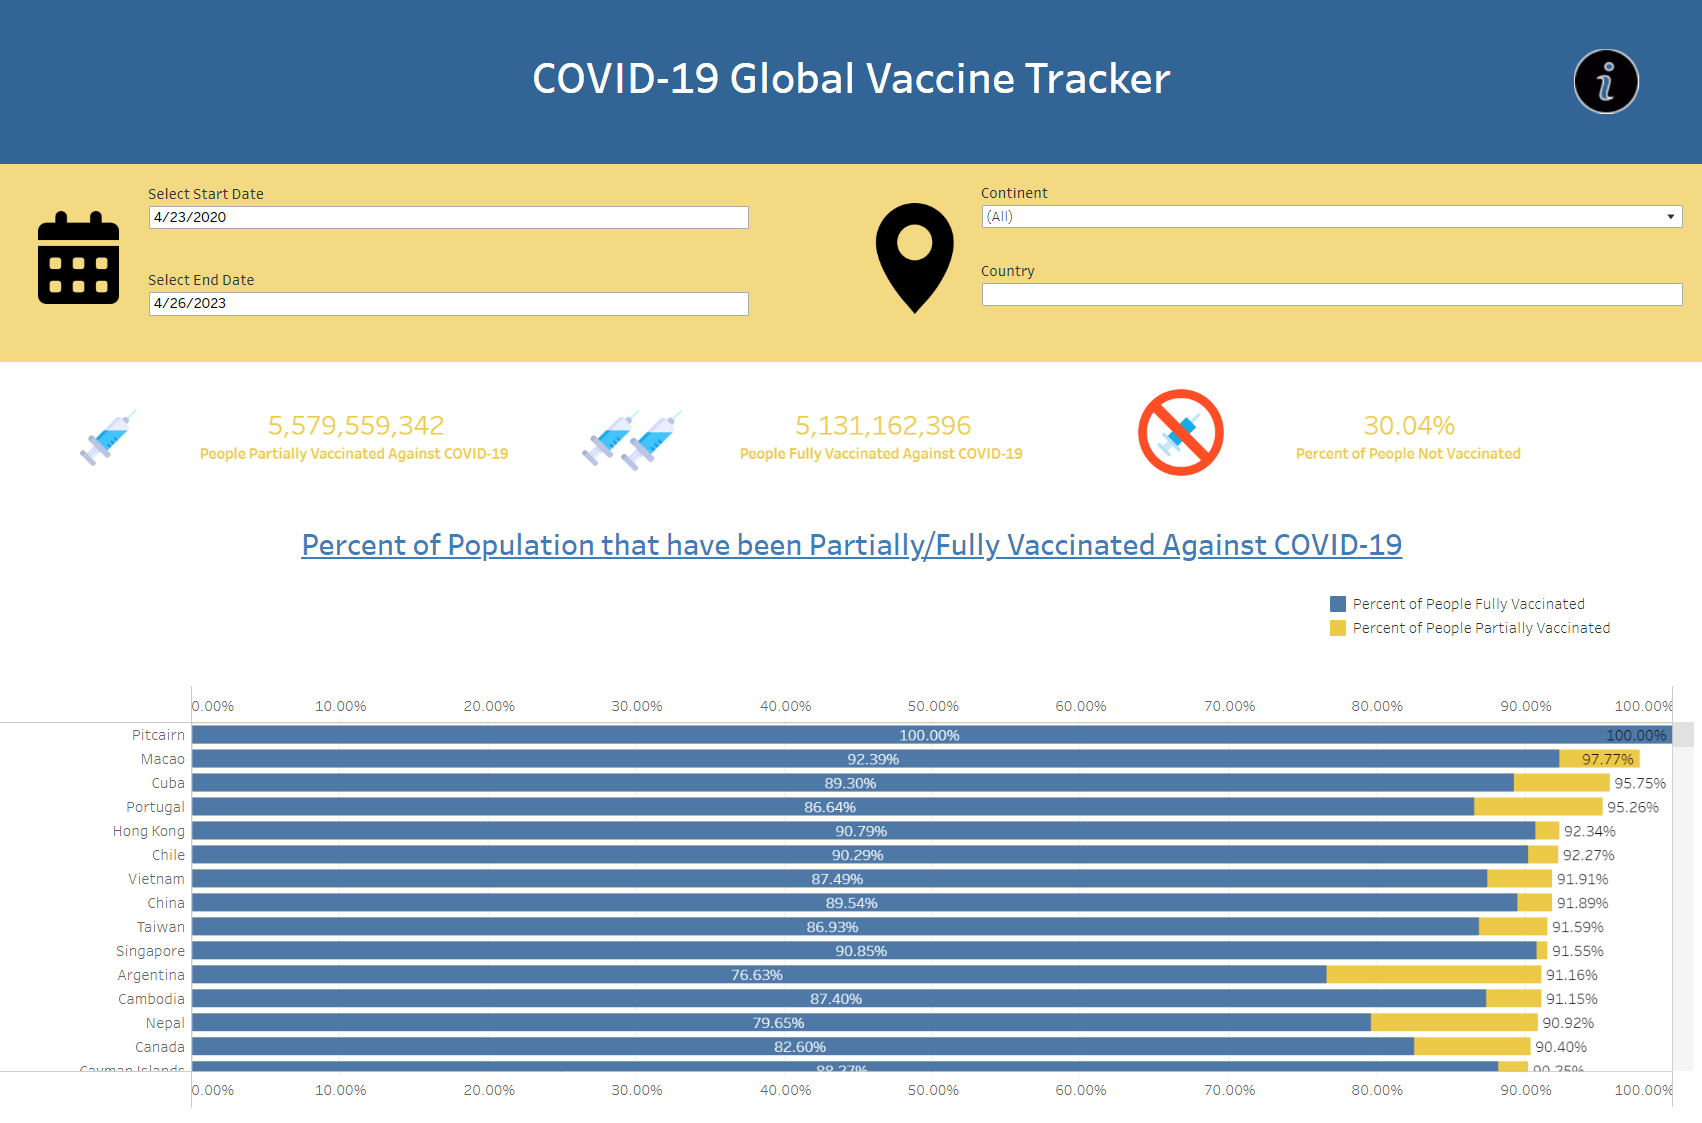 COVID-19 Global Vaccine Tracker
i
Select Start Date
4/23/2020
Select End Date
4/26/2023
Continent
(All)
Country
5,579,559,342
People Partially Vaccinated Against COVID-19
5,131,162,396
People Fully Vaccinated Against COVID-19
30.04%
Percent of People Not Vaccinated
Percent of Population that have been Partially/Fully Vaccinated Against COVID-19
Percent of People Fully Vaccinated
Percent of People Partially Vaccinated
0.00% 10.00% 20.00% 30.00% 40.00% 50.00% 60.00% 70.00% 80.00% 90.00% 100.00%
Pitcairn 100.00% 100.00%
Macao 92.39% 97.77%
Cuba 89.30% 95.75%
Portugal 86.64% 95.26%
Hong Kong 90.79% 92.34%
Chile 90.29% 92.27%
Vietnam 87.49% 91.91%
China 89.54% 91.89%
Taiwan 86.93% 91.59%
Singapore 90.85% 91.55%
Argentina 76.63% 91.16%
Cambodia 87.40% 91.15%
Nepal 79.65% 90.92%
Canada 82.60% 90.40%
Cayman Islands 88.27% 90.25%
0.00% 10.00% 20.00% 30.00% 40.00% 50.00% 60.00% 70.00% 80.00% 90.00% 100.00%